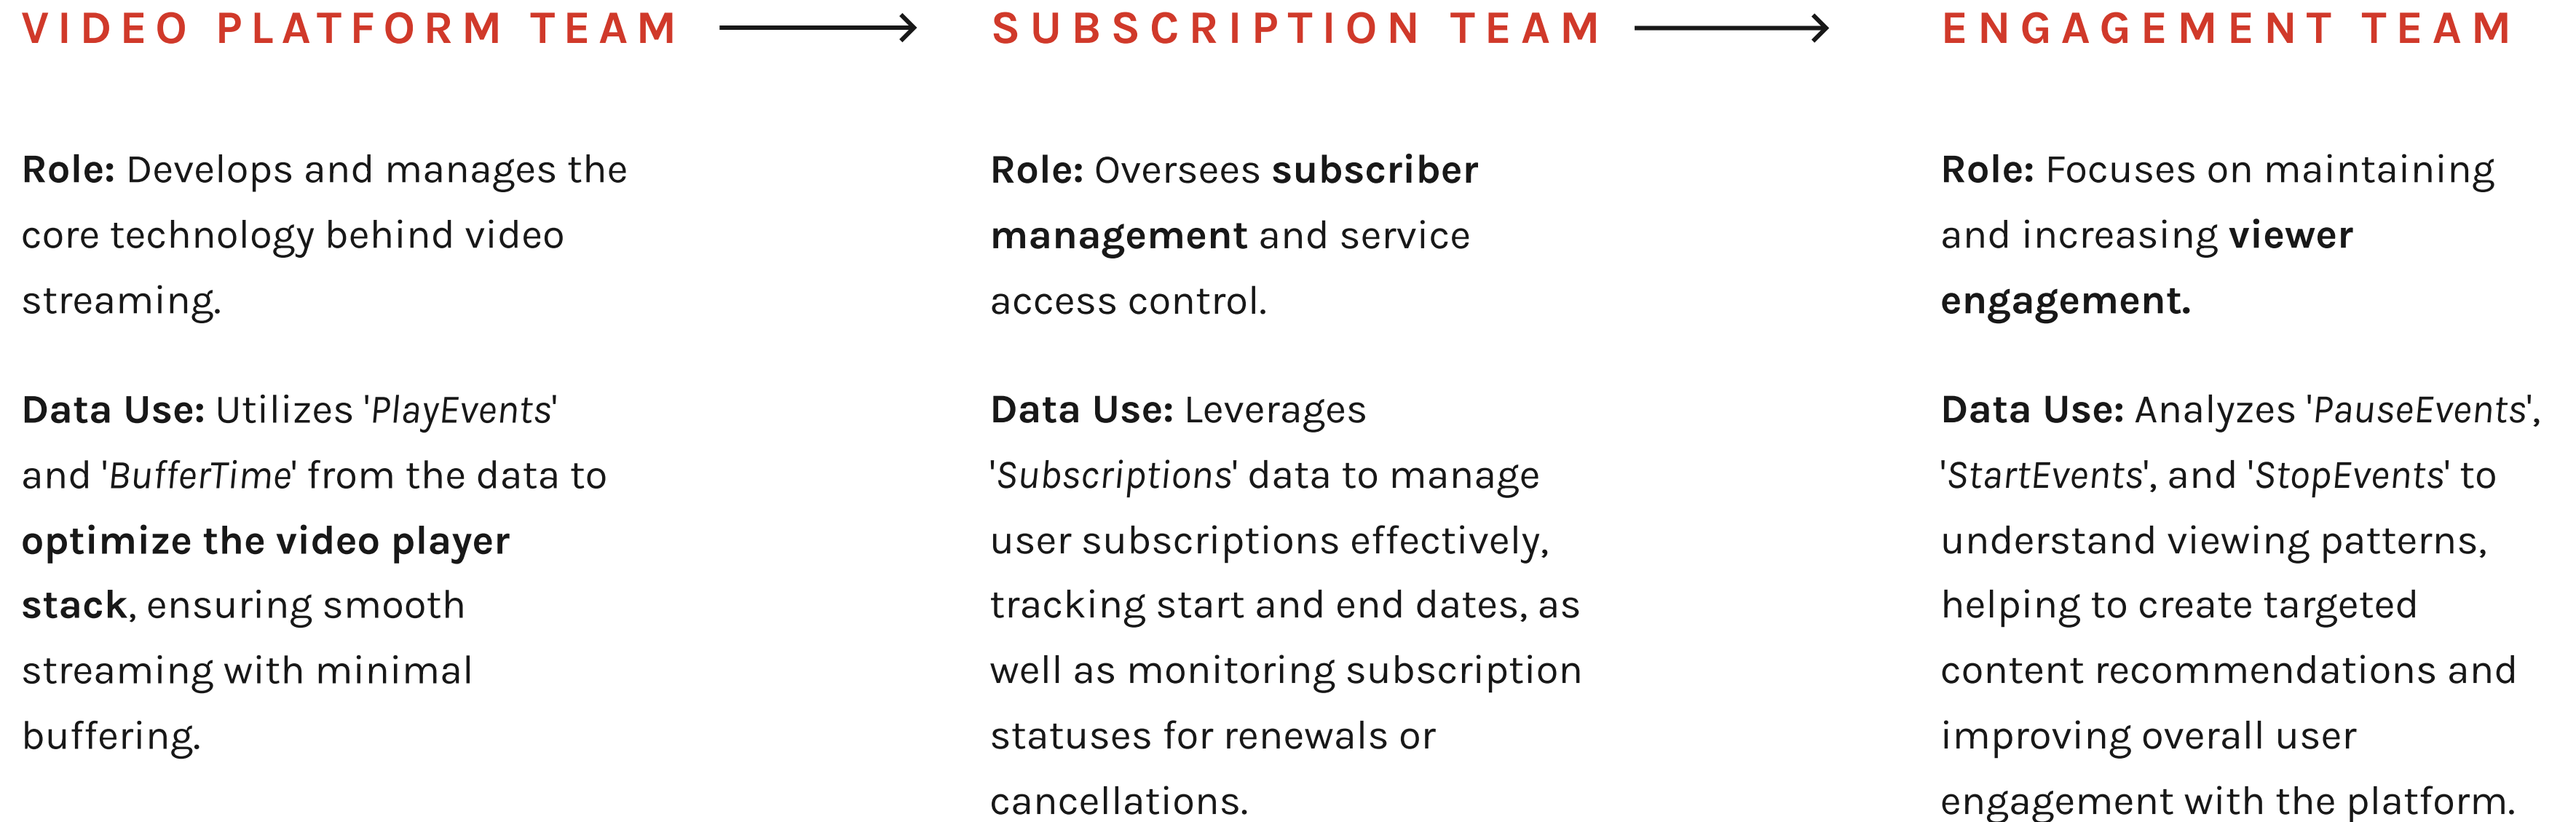 VIDEO PLATFORM TEAM
Role: Develops and manages the
core technology behind video
streaming.
Data Use: Utilizes 'PlayEvents'
and 'BufferTime' from the data to
optimize the video player
stack, ensuring smooth
streaming with minimal
buffering.
SUBSCRIPTION TEAM
Role: Oversees subscriber
management and service
access control.
Data Use: Leverages
'Subscriptions' data to manage
user subscriptions effectively,
tracking start and end dates, as
well as monitoring subscription
statuses for renewals or
cancellations.
ENGAGEMENT TEAM
Role: Focuses on maintaining
and increasing viewer
engagement.
Data Use: Analyzes 'PauseEvents',
'StartEvents', and 'StopEvents' to
understand viewing patterns,
helping to create targeted
content recommendations and
improving overall user
engagement with the platform.